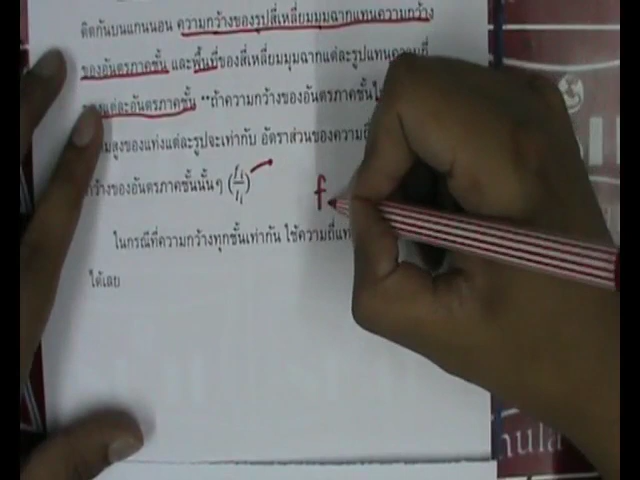 ติดกันบนแกนนอน ความกว้างของรูปสี่เหลี่ยมมุมฉากแทนความกว้าง
ของอันตรภาคชั้น และพื้นที่ของสี่เหลี่ยมมุมฉากแต่ละรูปแทนความถี่
ของแต่ละอันตรภาคชั้น **ถ้าความกว้างของอันตรภาคชั้น
สูงของแท่งแต่ละรูปจะเท่ากับ อัตราส่วนของความ
กว้างของอันตรภาคชั้นนั้นๆ f
ในกรณีที่ความกว้างทุกชั้นเท่ากัน ใช้ความถี่
ได้เลย